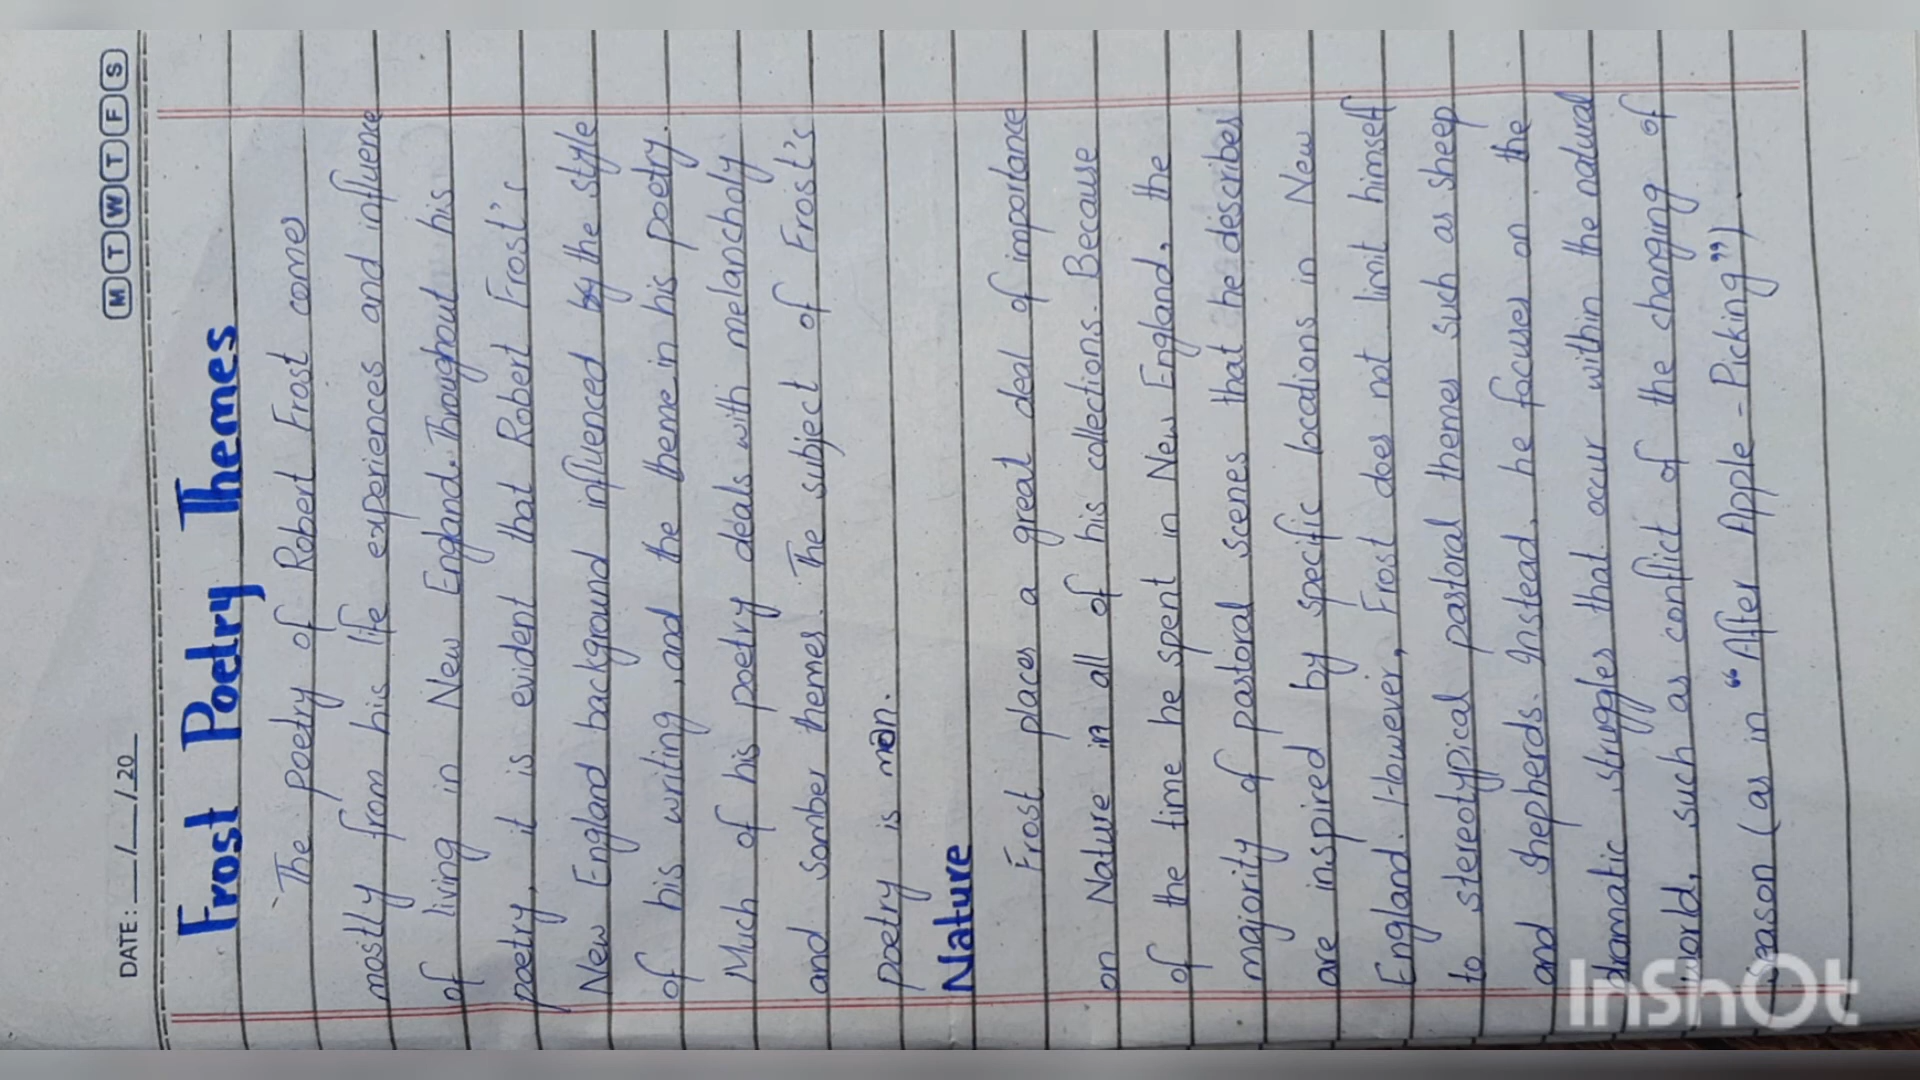 DATE: __/__/20__ M T W T F S
Frost Poetry Themes
The poetry of Robert Frost comes
mostly from his life experiences and influence
of living in New England. Throughout his
poetry, it is evident that Robert Frost's
New England background influenced by the style
of his writing, and the theme in his poetry.
Much of his poetry deals with melancholy
and somber themes. The subject of Frost's
poetry is man.
Nature
Frost places a great deal of importance
on Nature in all of his collections. Because
of the time he spent in New England, the
majority of pastoral scenes that he describes
are inspired by specific locations in New
England. However, Frost does not limit himself
to stereotypical pastoral themes such as sheep
and shepherds. Instead, he focuses on the
dramatic struggles that occur within the natural
world, such as conflict of the changing of
season (as in "After Apple-Picking").
InShOt